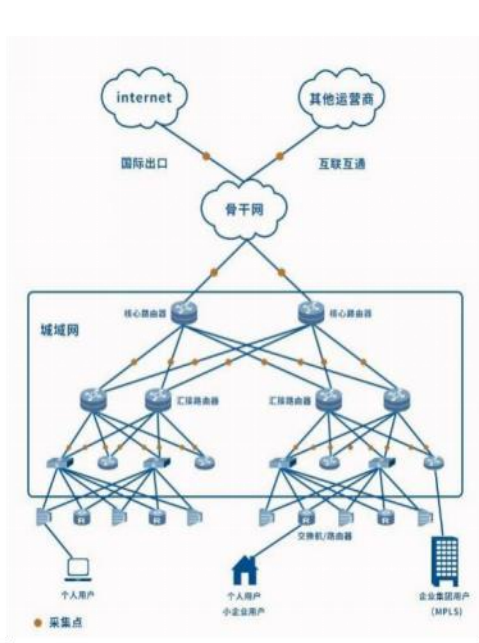 internet
其他运营商
国际出口
互联互通
骨干网
核心路由器
核心路由器
城域网
汇接路由器
汇接路由器
R
R
R
R
交换机/路由器
个人用户
个人用户
小企业用户
企业集团用户
(MPLS)
采集点